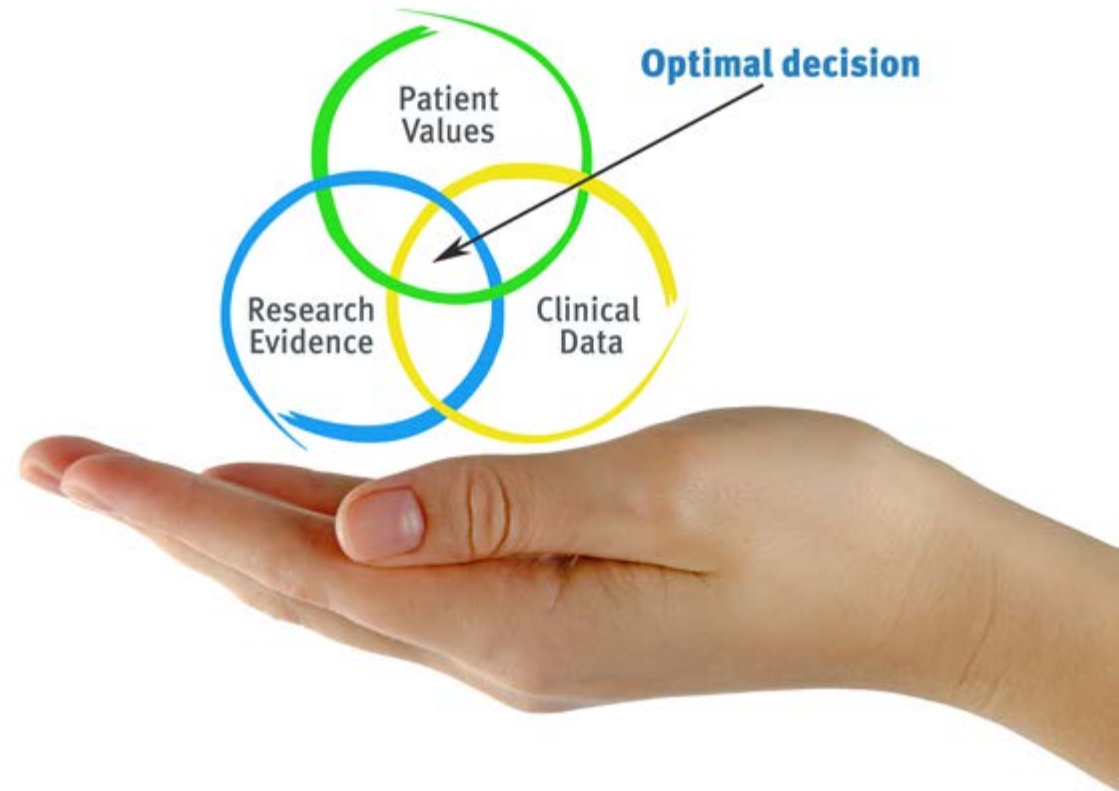 Optimal decision
Patient
Values
Research
Evidence
Clinical
Data